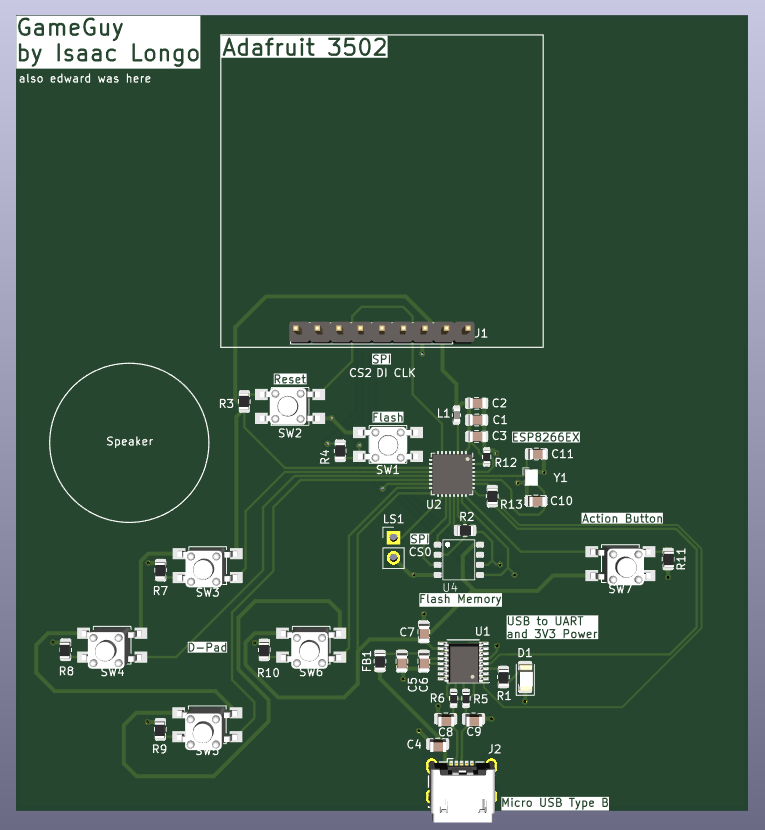 GameGuy
by Isaac Longo
also edward was here
Adafruit 3502
J1
SPI
CS2 DI CLK
Reset
R3
SW2
Flash
R4
SW1
L1
C2
C1
C3
ESP8266EX
R12
C11
Y1
U2
R13
C10
Speaker
LS1
SPI
CS0
R2
Action Button
U4
Flash Memory
SW7
R11
R7
SW3
D-Pad
R8
SW4
R10
SW6
C7
U1
USB to UART
and 3V3 Power
FB1
C5
C6
D1
R1
R6
R5
R9
SW5
C8
C9
C4
J2
Micro USB Type B